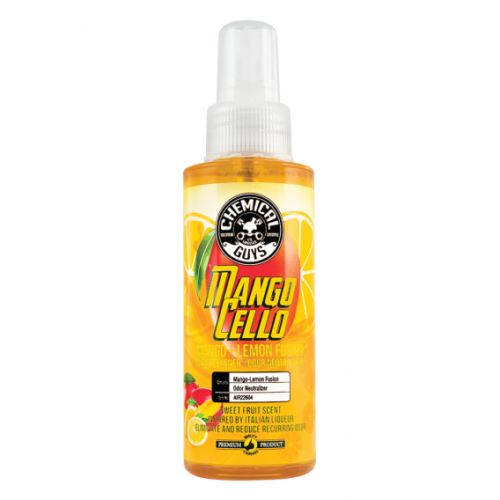 CHEMICAL
GUYS
MANGO
CELLO
MANGO + LEMON FUSION
Mango-Lemon Fusion
Odor Neutralizer
AIR22604
SWEET FRUIT SCENT
INSPIRED BY ITALIAN LIQUEUR
ELIMINATE AND REDUCE RECURRING ODOR
PREMIUM PRODUCT